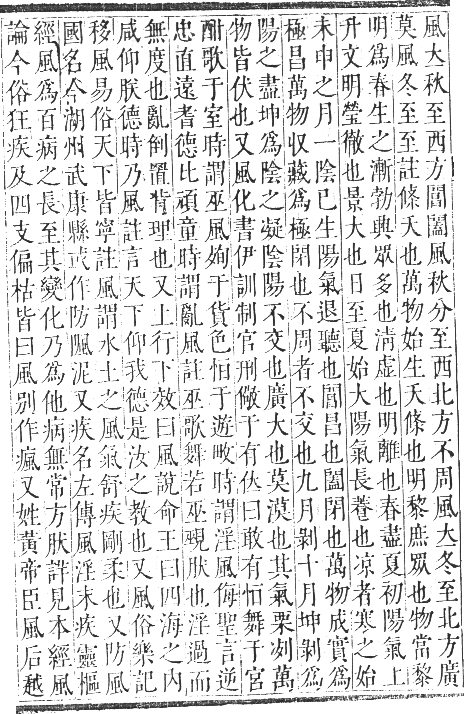 風大秋至西方閶闔風秋分至西北方不周風大冬至北方廣
莫風冬至至註條夭也萬物始生夭條也明黎庶眾也物當黎
明爲春生之漸勃興眾多也淸虛也明離也春盡夏初陽氣上
升文明瑩徹也景大也日至夏始大陽氣長養也凉者寒之始
未申之月一陰已生陽氣退聽也閶昌也闔閉也萬物成實爲
極昌萬物収藏爲極閉也不周者不交也九月剝十月坤剝爲
陽之盡坤爲陰之凝陰陽不交也廣大也莫漠也其氣栗冽萬
物皆伏也又風化書伊訓制官刑儆于有位曰敢有恒舞于宮
酣歌于室時謂巫風殉于貨色恒于遊畋時謂淫風侮聖言逆
忠直遠耆德比頑童時謂亂風註巫歌舞若巫覡狀也淫過而
無度也亂倒置背理也又上行下效曰風說命王曰四海之內
咸仰朕德時乃風註言天下仰我德是汝之教也又風俗樂記
移風易俗天下皆寧註風謂水土之風氣舒疾剛柔也又防風
國名今湖州武康縣或作防䬕泥又疾名左傳風淫末疾靈樞
經風爲百病之長至其變化乃爲他病無常方狀詳見本經風
論今俗狂疾及四支偏枯皆曰風別作瘋又姓黃帝臣風后越